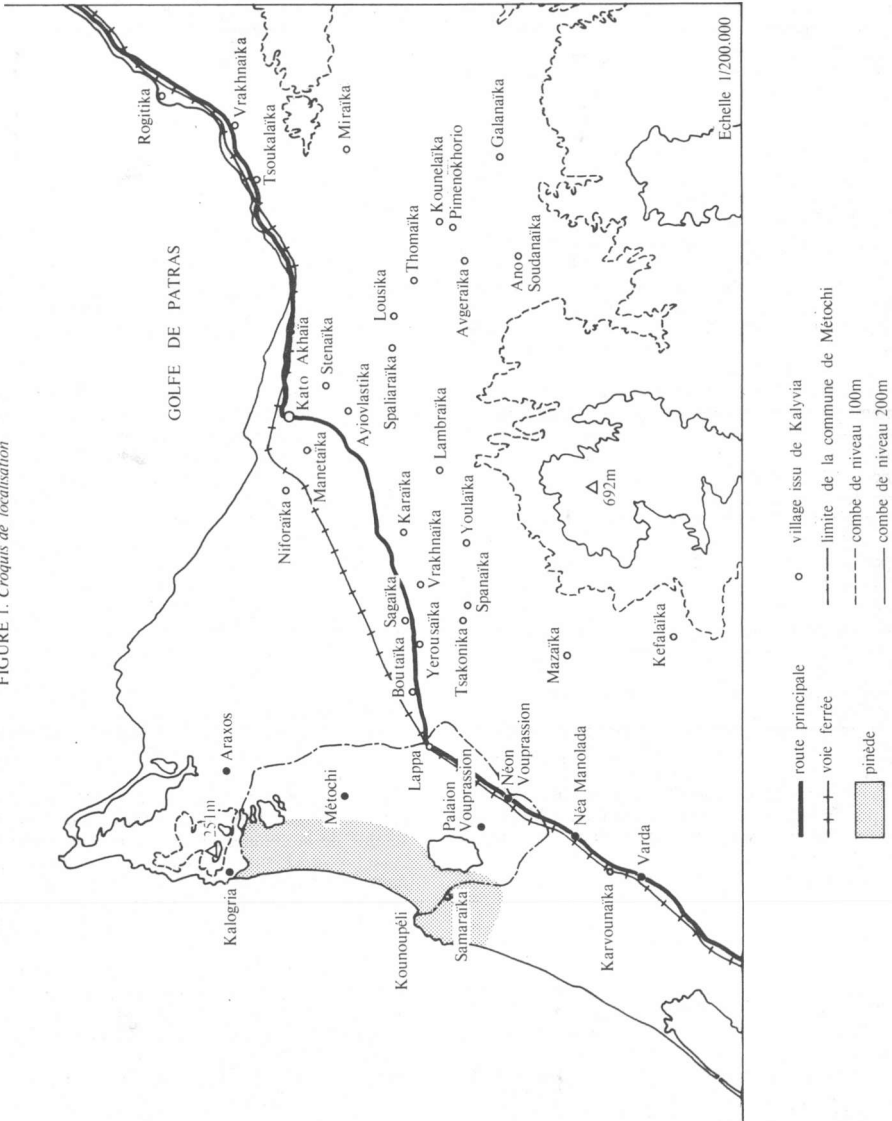 FIGURE 1. Croquis de localisation
GOLFE DE PATRAS
Rogitika
Vrakhnaika
Tsoukalaïka
Miraïka
Kato Akhaïa
Stenaïka
Niforaïka
Manetaïka
Ayiovlastika
Spaliaraïka
Lousika
Thomaïka
Kounelaïka
Pimenokhorio
Galanaïka
Avgeraïka
Ano
Soudanaïka
Lambraïka
Karaïka
Youlaïka
Vrakhnaïka
Spanaïka
Sagaïka
Yerousaïka
Tsakonika
Boutaïka
Mazaïka
Kefalaïka
692m
Araxos
251m
Kalogria
Métochi
Lappa
Palaion
Vouprassion
Néon
Vouprassion
Kounoupéli
Samaraïka
Néa Manolada
Varda
Karvounaïka
Echelle 1/200.000
route principale
voie ferrée
pinède
village issu de Kalyvia
limite de la commune de Métochi
combe de niveau 100m
combe de niveau 200m